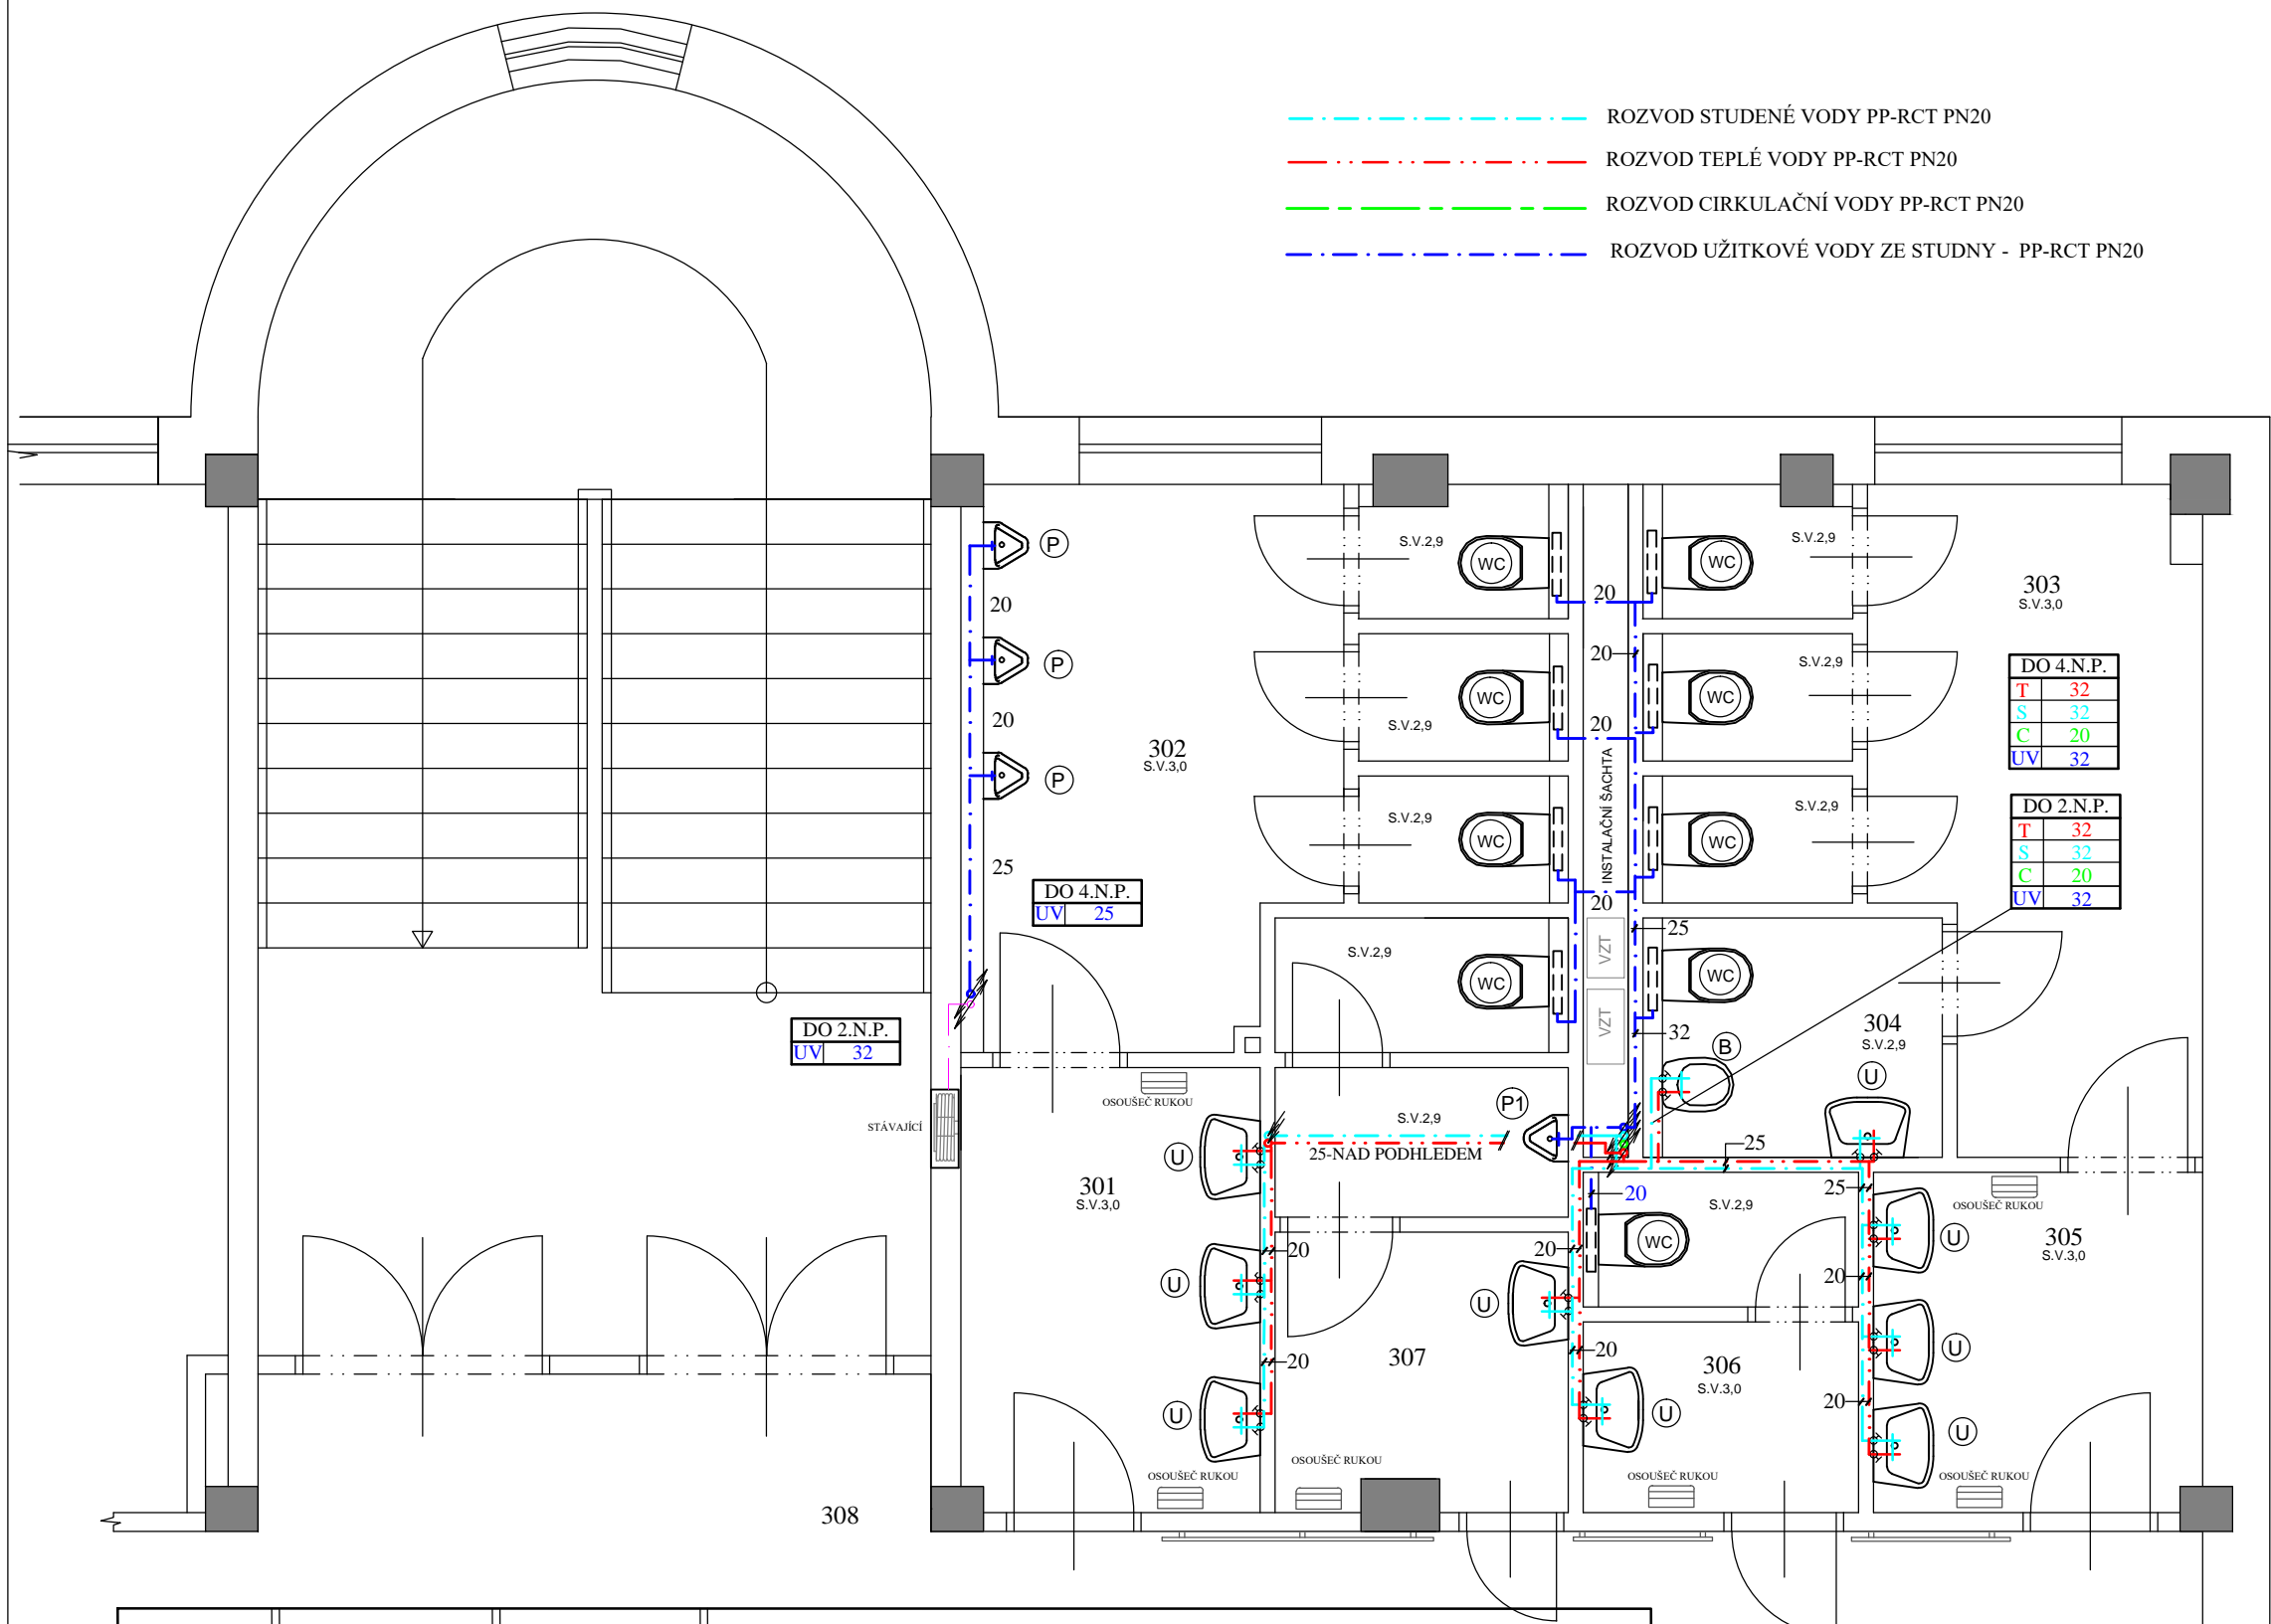 ROZVOD STUDENÉ VODY PP-RCT PN20
ROZVOD TEPLÉ VODY PP-RCT PN20
ROZVOD CIRKULAČNÍ VODY PP-RCT PN20
ROZVOD UŽITKOVÉ VODY ZE STUDNY - PP-RCT PN20
P
20
P
20
P
25
302
S.V.3,0
DO 4.N.P.
UV 25
DO 2.N.P.
UV 32
STÁVAJÍCÍ
S.V.2,9
WC
20
WC
S.V.2,9
303
S.V.3,0
20
S.V.2,9
WC
20
WC
S.V.2,9
DO 4.N.P.
T 32
S 32
C 20
UV 32
INSTALAČNÍ ŠACHTA
S.V.2,9
WC
WC
S.V.2,9
DO 2.N.P.
T 32
S 32
C 20
UV 32
20
25
S.V.2,9
WC
VZT
VZT
WC
32
304
S.V.2,9
B
U
OSOUŠEČ RUKOU
P1
S.V.2,9
25-NAD PODHLEDEM
25
U
301
S.V.3,0
20
S.V.2,9
25
OSOUŠEČ RUKOU
U
305
S.V.3,0
20
20
WC
20
U
U
20
307
20
306
S.V.3,0
U
20
U
U
U
OSOUŠEČ RUKOU
OSOUŠEČ RUKOU
OSOUŠEČ RUKOU
OSOUŠEČ RUKOU
308